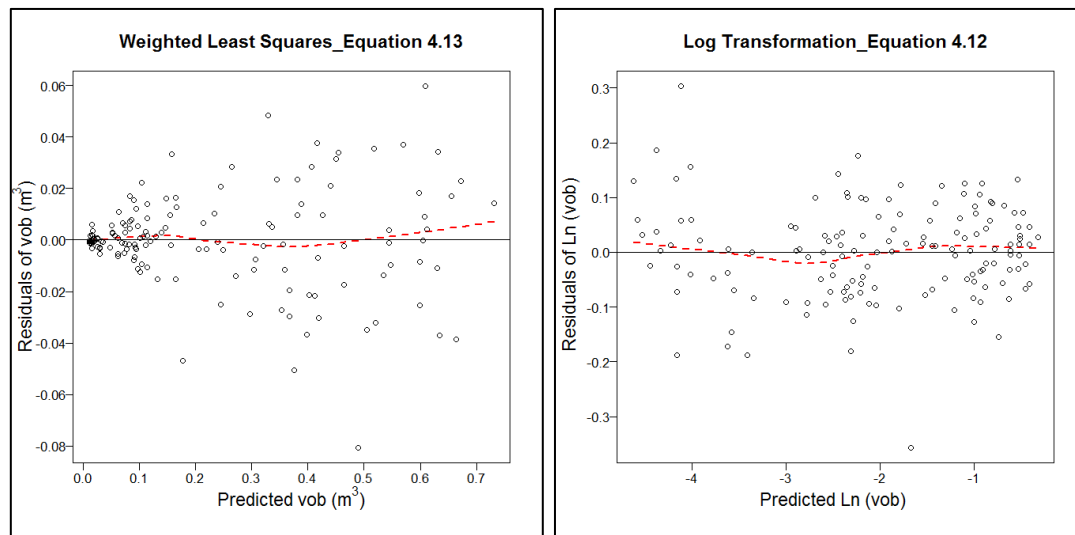 Weighted Least Squares_Equation 4.13
Residuals of vob (m³)
0.06
0.04
0.02
0.00
-0.02
-0.04
-0.06
-0.08
0.0 0.1 0.2 0.3 0.4 0.5 0.6 0.7
Predicted vob (m³)
Log Transformation_Equation 4.12
Residuals of Ln (vob)
0.3
0.2
0.1
0.0
-0.1
-0.2
-0.3
-4 -3 -2 -1
Predicted Ln (vob)